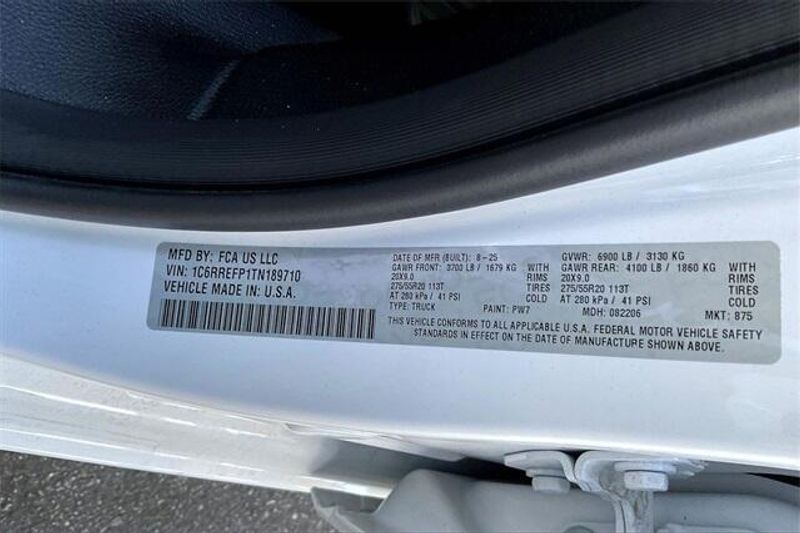 MFD BY: FCA US LLC
VIN: 1C6RREFP1TN189710
VEHICLE MADE IN U.S.A.
DATE OF MFR (BUILT): 8-25 GVWR: 6900 LB / 3130 KG
GAWR FRONT: 3700 LB / 1679 KG WITH GAWR REAR: 4100 LB / 1860 KG WITH
20X9.0 RIMS 20X9.0 RIMS
275/55R20 113T TIRES 275/55R20 113T TIRES
AT 280 kPa / 41 PSI COLD AT 280 kPa / 41 PSI COLD
TYPE: TRUCK PAINT: PW7 MDH: 082206 MKT: 875
THIS VEHICLE CONFORMS TO ALL APPLICABLE U.S.A. FEDERAL MOTOR VEHICLE SAFETY
STANDARDS IN EFFECT ON THE DATE OF MANUFACTURE SHOWN ABOVE.